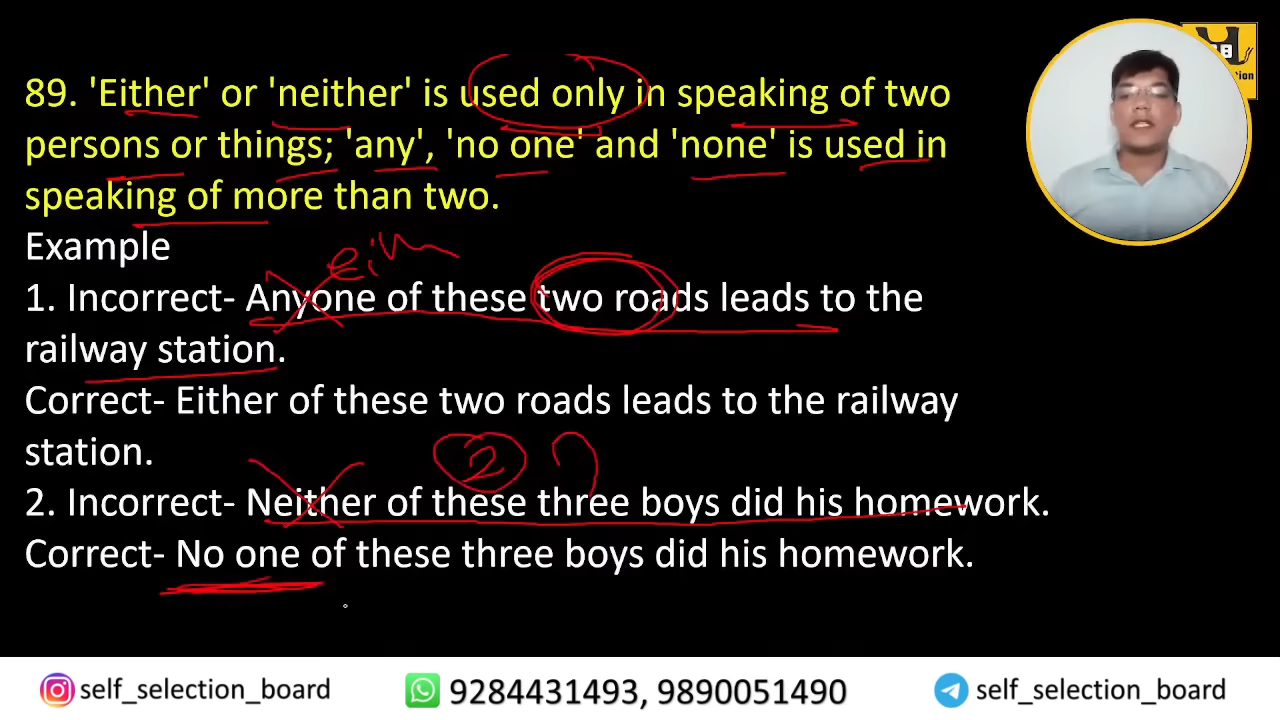 89. 'Either' or 'neither' is used only in speaking of two
persons or things; 'any', 'no one' and 'none' is used in
speaking of more than two.
Example
eith
1. Incorrect- Anyone of these two roads leads to the
railway station.
Correct- Either of these two roads leads to the railway
station.
2
2. Incorrect- Neither of these three boys did his homework.
Correct- No one of these three boys did his homework.
self_selection_board
9284431493, 9890051490
self_selection_board